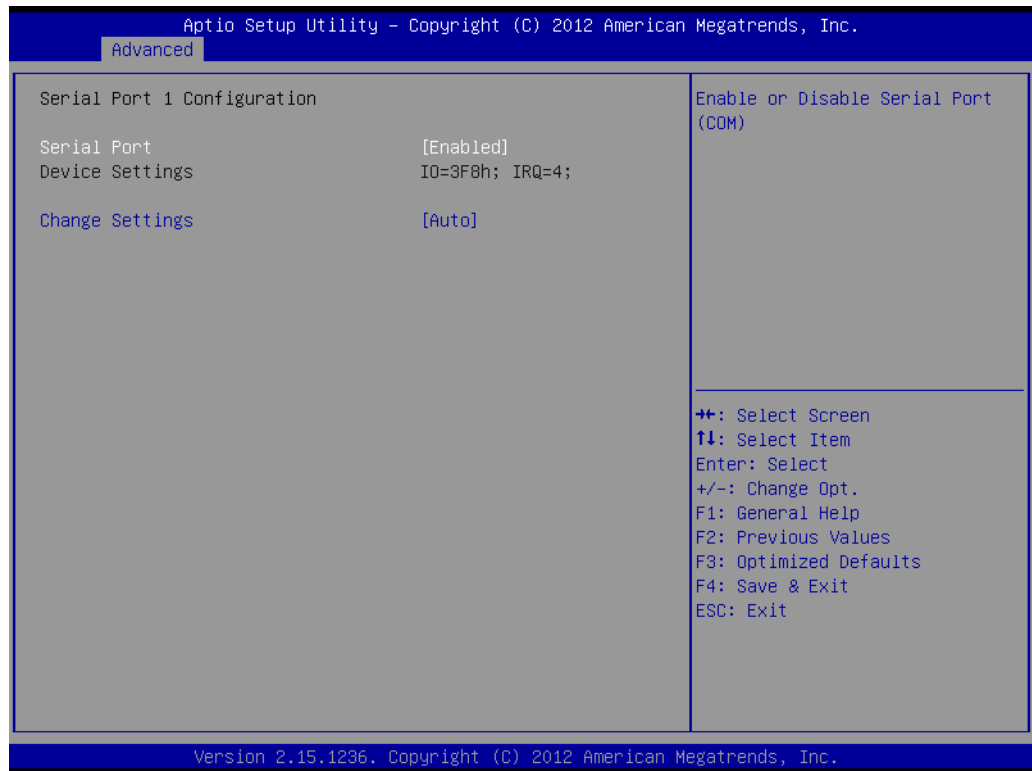 Aptio Setup Utility – Copyright (C) 2012 American Megatrends, Inc.
Advanced
Serial Port 1 Configuration
Serial Port [Enabled]
Device Settings IO=3F8h; IRQ=4;
Change Settings [Auto]
Enable or Disable Serial Port
(COM)
→←: Select Screen
↑↓: Select Item
Enter: Select
+/-: Change Opt.
F1: General Help
F2: Previous Values
F3: Optimized Defaults
F4: Save & Exit
ESC: Exit
Version 2.15.1236. Copyright (C) 2012 American Megatrends, Inc.